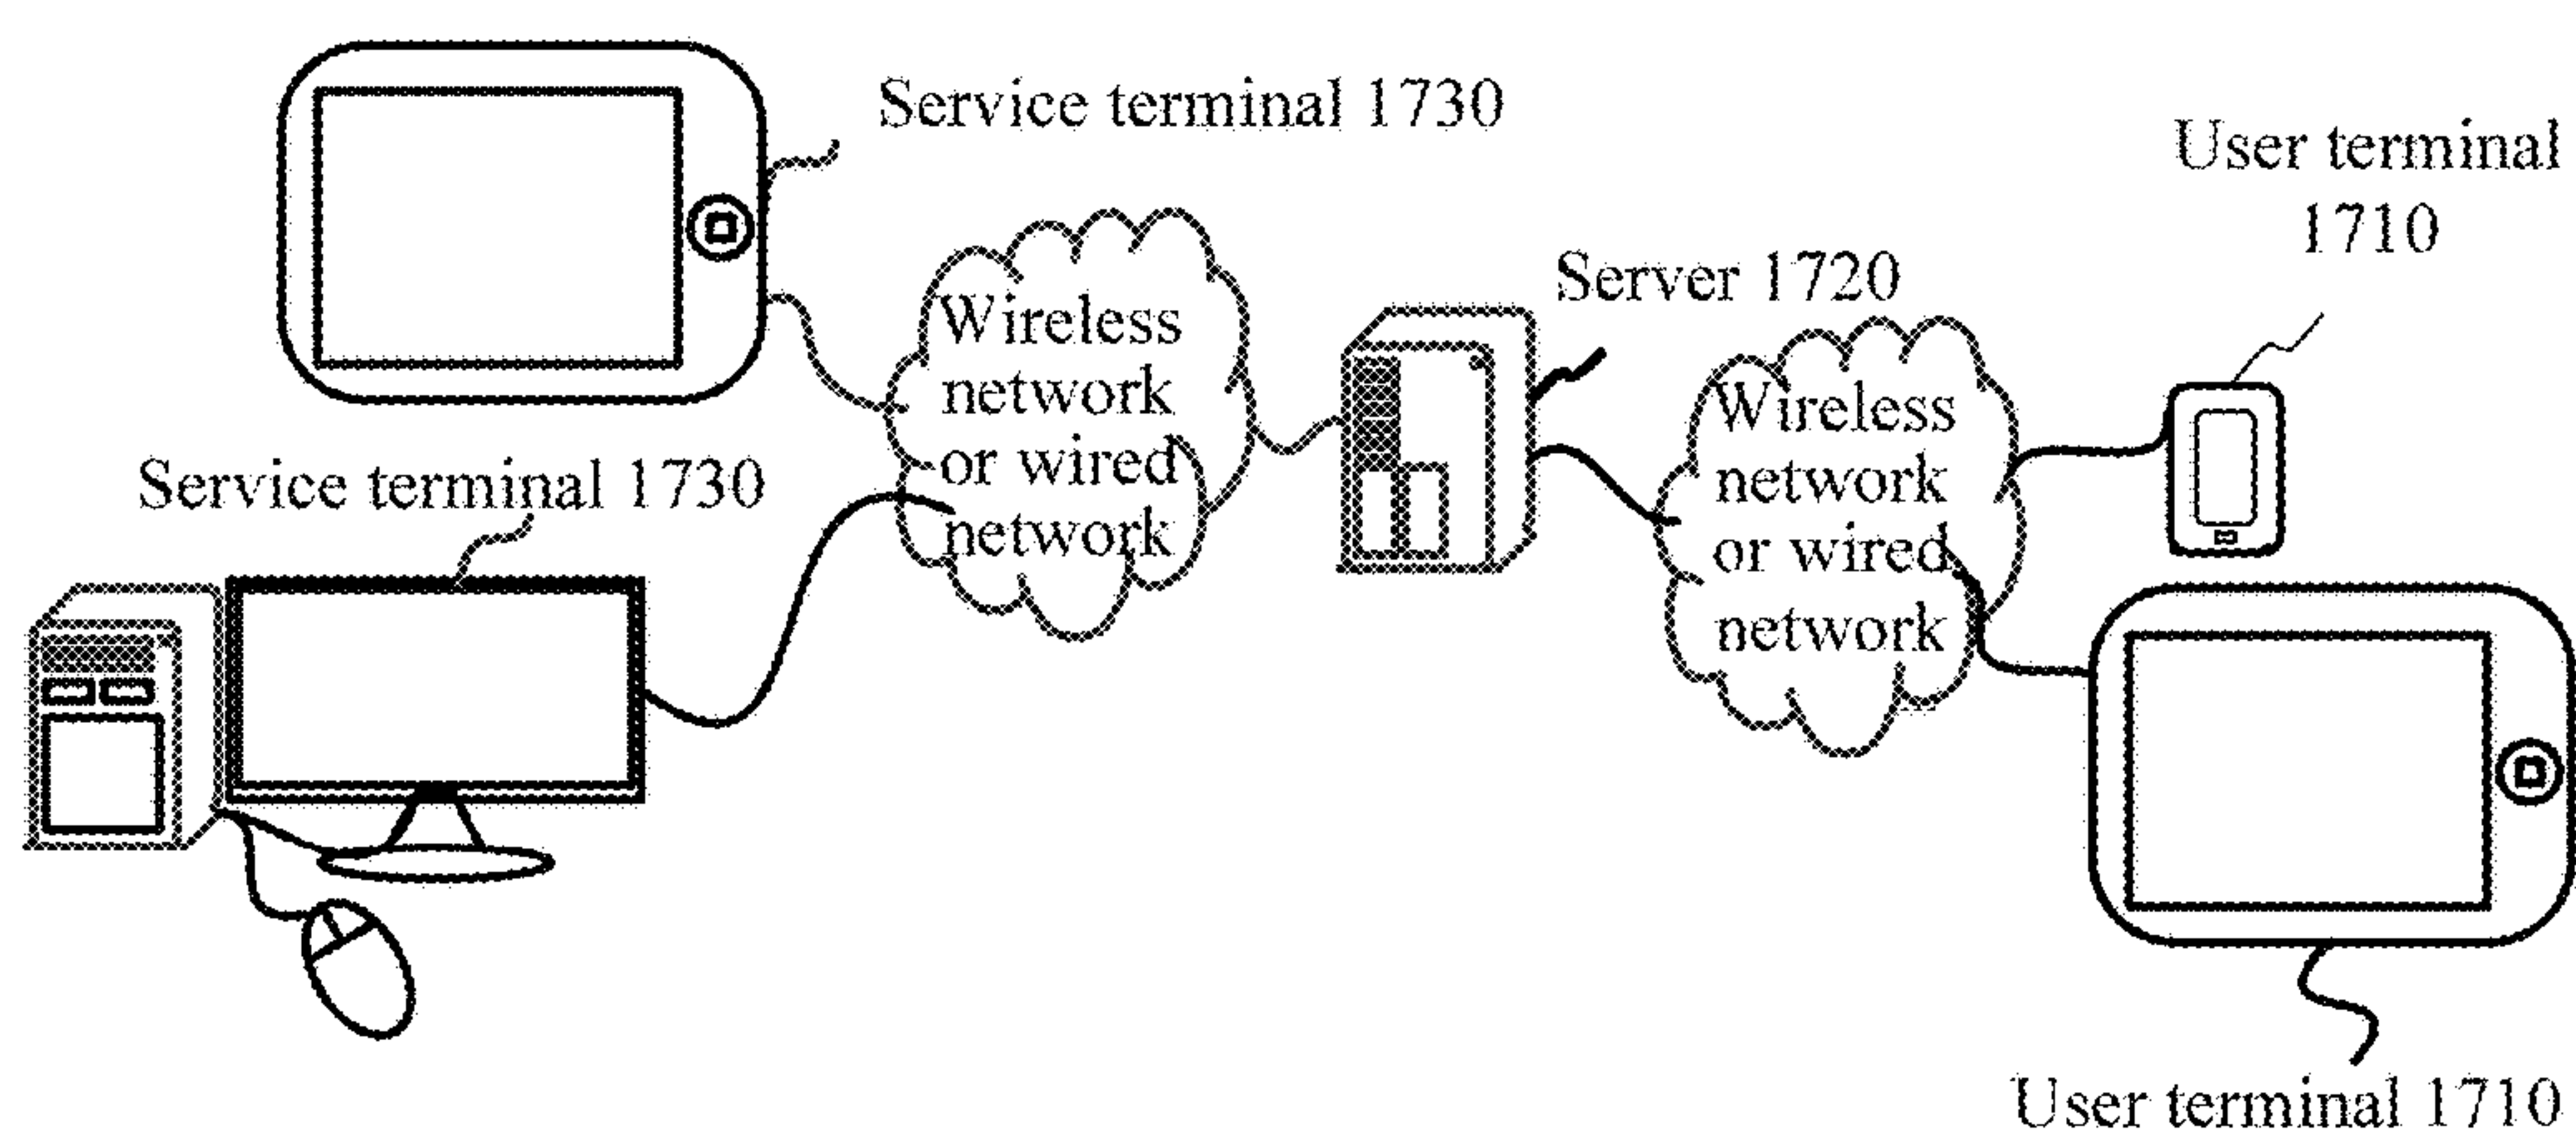 Service terminal 1730
User terminal
1710
Server 1720
Wireless
network
or wired
network
Wireless
network
or wired
network
Service terminal 1730
User terminal 1710